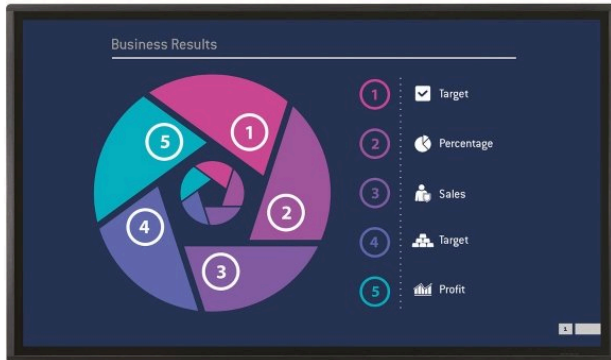 Business Results
1
5
2
4
3
1 Target
2 Percentage
3 Sales
4 Target
5 Profit
1